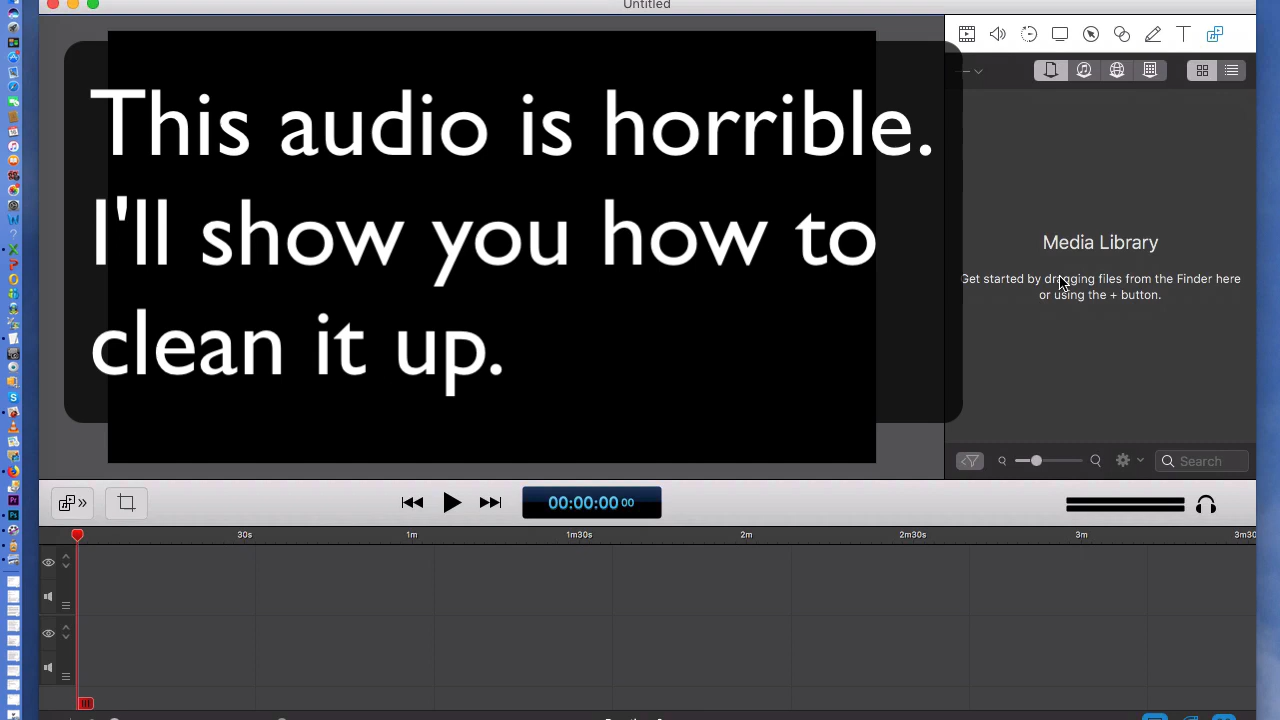 Untitled
This audio is horrible.
I'll show you how to
clean it up.
Media Library
Get started by dragging files from the Finder here
or using the + button.
Search
00:00:00 00
30s 1m 1m30s 2m 2m30s 3m 3m30